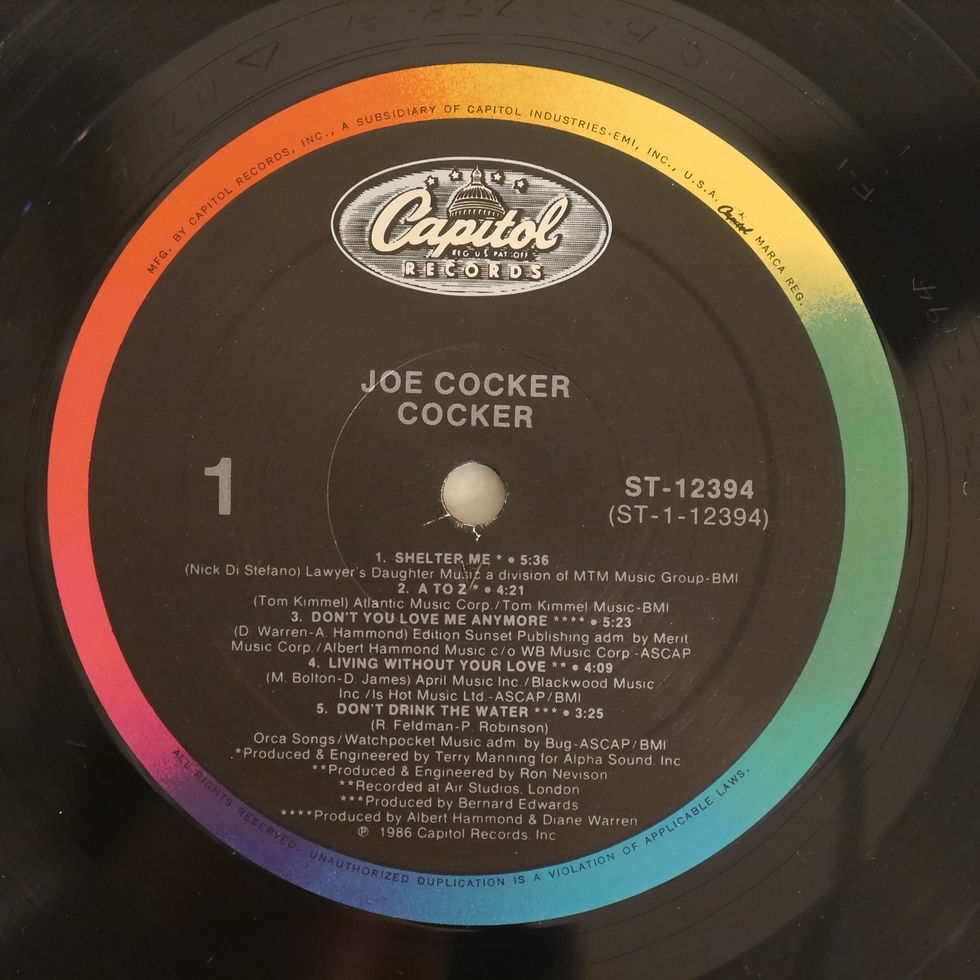 MFG. BY CAPITOL RECORDS, INC., A SUBSIDIARY OF CAPITOL INDUSTRIES-EMI, INC., U.S.A. Capitol MARCA REG.
Capitol
REG. U.S. PAT. OFF.
RECORDS
JOE COCKER
COCKER
1
ST-12394
(ST-1-12394)
1. SHELTER ME * • 5:36
(Nick Di Stefano) Lawyer's Daughter Music a division of MTM Music Group-BMI
2. A TO Z * • 4:21
(Tom Kimmel) Atlantic Music Corp./Tom Kimmel Music-BMI
3. DON'T YOU LOVE ME ANYMORE **** • 5:23
(D. Warren-A. Hammond) Edition Sunset Publishing adm. by Merit
Music Corp./Albert Hammond Music c/o WB Music Corp.-ASCAP
4. LIVING WITHOUT YOUR LOVE ** • 4:09
(M. Bolton-D. James) April Music Inc./Blackwood Music
Inc./Is Hot Music Ltd.-ASCAP/BMI
5. DON'T DRINK THE WATER *** • 3:25
(R. Feldman-P. Robinson)
Orca Songs/Watchpocket Music adm. by Bug-ASCAP/BMI
*Produced & Engineered by Terry Manning for Alpha Sound, Inc
**Produced & Engineered by Ron Nevison
**Recorded at Air Studios, London
***Produced by Bernard Edwards
****Produced by Albert Hammond & Diane Warren
℗ 1986 Capitol Records, Inc
ALL RIGHTS RESERVED. UNAUTHORIZED DUPLICATION IS A VIOLATION OF APPLICABLE LAWS.